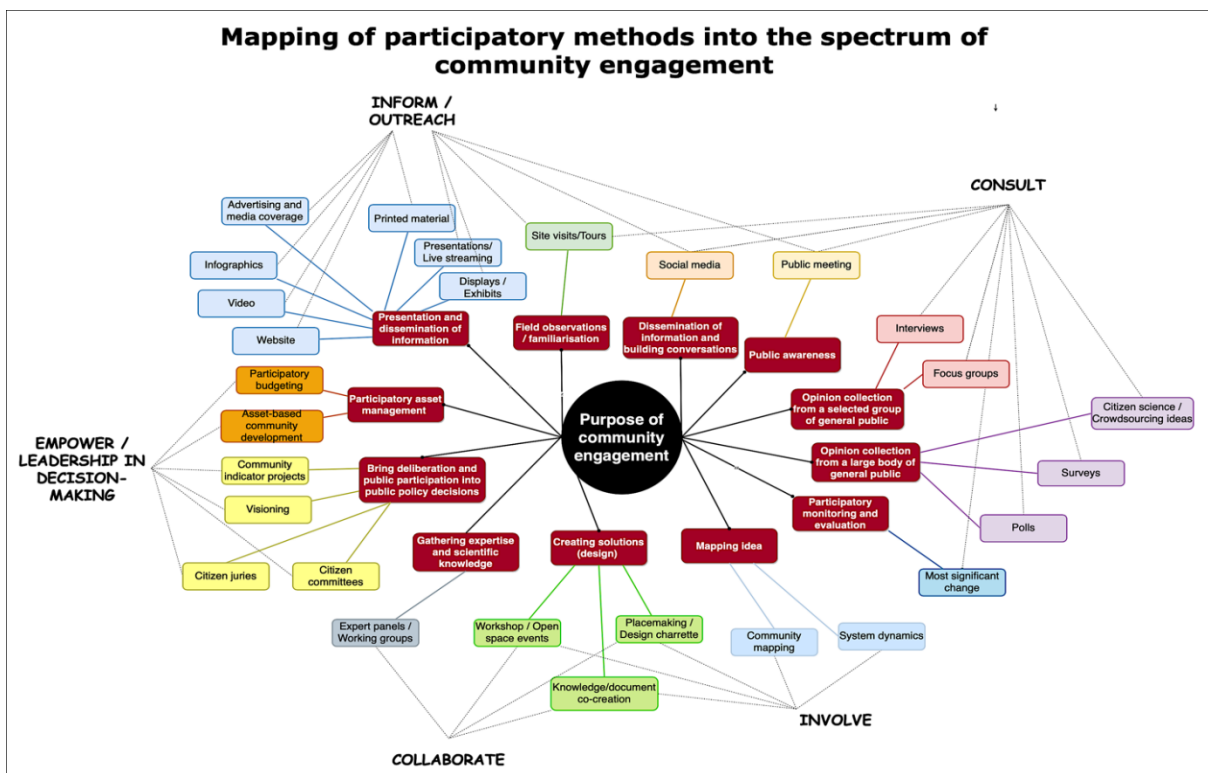 Mapping of participatory methods into the spectrum of
community engagement
INFORM /
OUTREACH
CONSULT
Advertising and
media coverage
Printed material
Site visits/Tours
Presentations/
Live streaming
Infographics
Social media
Public meeting
Displays /
Exhibits
Video
Website
Presentation and
dissemination of
information
Field observations
/ familiarisation
Dissemination of
information and
building conversations
Public awareness
Interviews
Focus groups
Participatory
budgeting
Participatory asset
management
Asset-based
community
development
Purpose of
community
engagement
Opinion collection
from a selected group
of general public
Citizen science /
Crowdsourcing ideas
EMPOWER /
LEADERSHIP IN
DECISION-
MAKING
Community
indicator projects
Bring deliberation and
public participation into
public policy decisions
Opinion collection
from a large body of
general public
Surveys
Visioning
Participatory
monitoring and
evaluation
Polls
Gathering expertise
and scientific
knowledge
Creating solutions
(design)
Mapping idea
Citizen juries
Citizen
committees
Most significant
change
Expert panels /
Working groups
Workshop / Open
space events
Placemaking /
Design charrette
Community
mapping
System dynamics
Knowledge/document
co-creation
INVOLVE
COLLABORATE